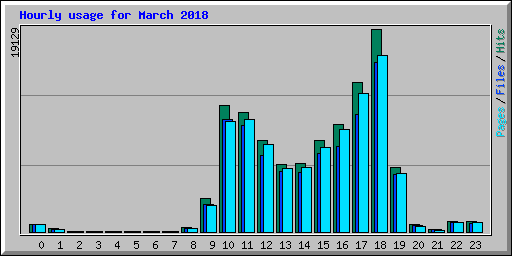 Hourly usage for March 2018
19129
Pages/Files/Hits
0 1 2 3 4 5 6 7 8 9 10 11 12 13 14 15 16 17 18 19 20 21 22 23